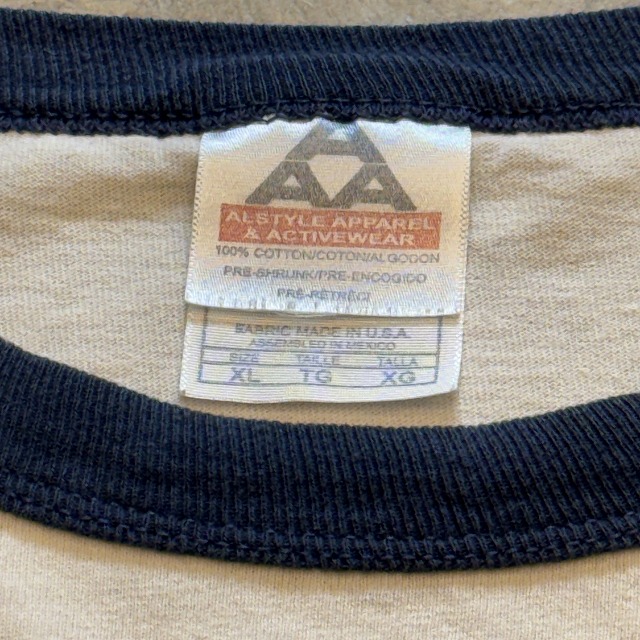 A
AA
ALSTYLE APPAREL
& ACTIVEWEAR
100% COTTON/COTON/ALGODON
PRE-SHRUNK/PRE-ENCOGIDO
PRE-RETRECI
FABRIC MADE IN U.S.A.
ASSEMBLED IN MEXICO
SIZE TAILLE TALLA
XL TG XG